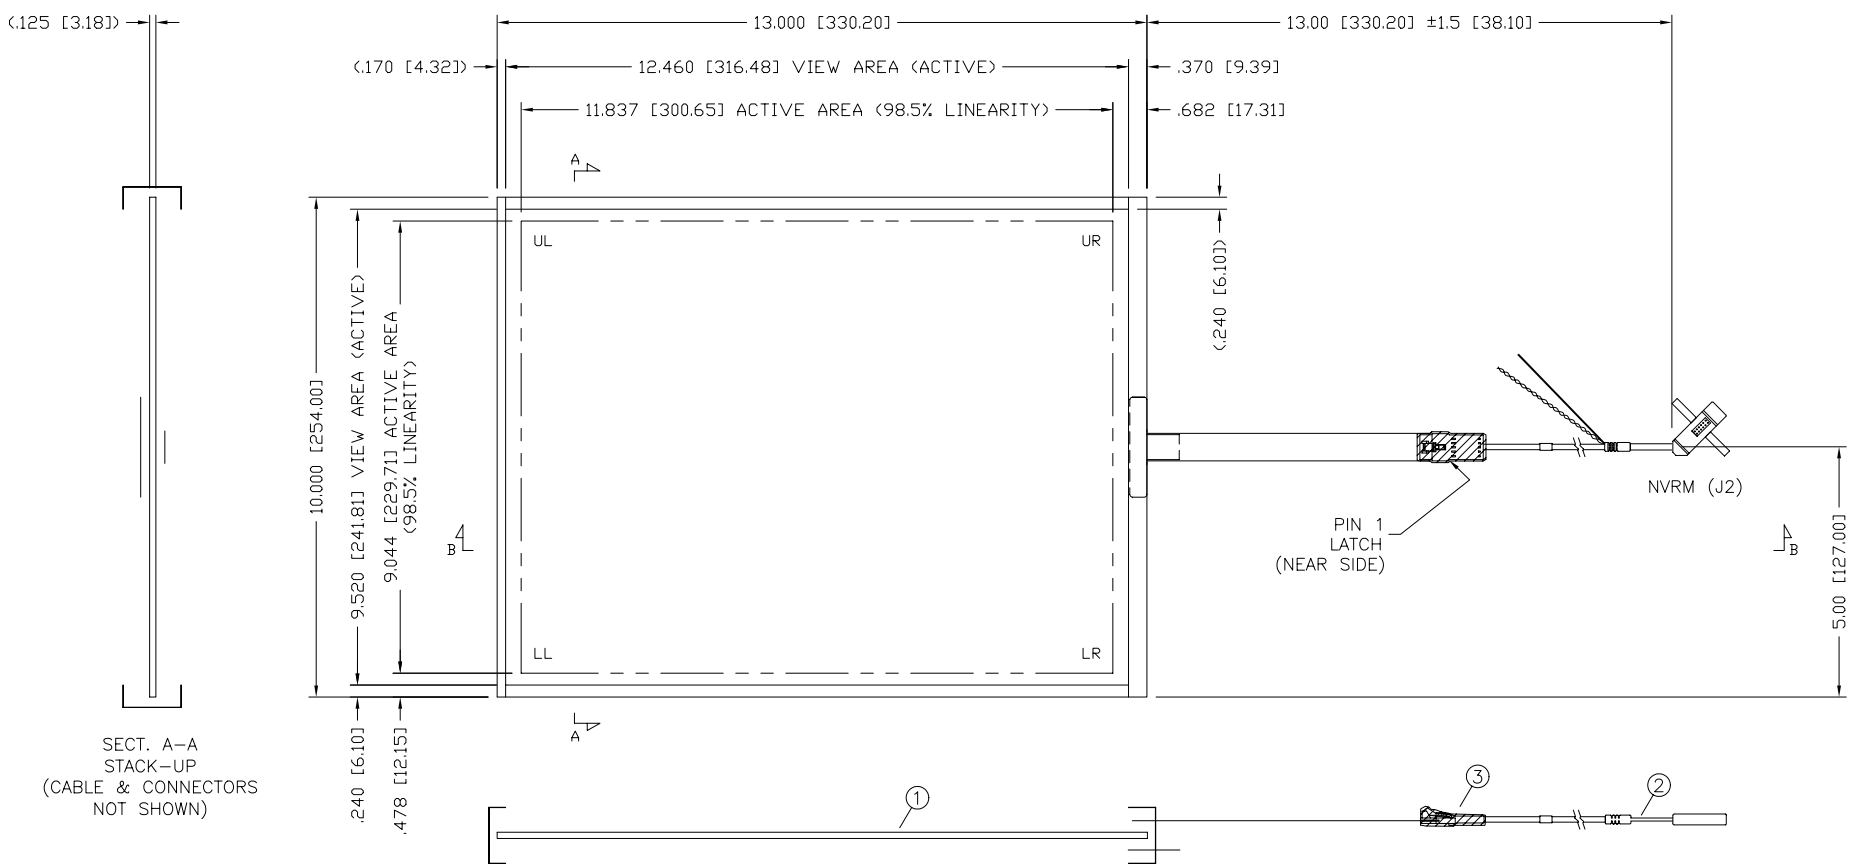 (.125 [3.18])
13.000 [330.20]
13.00 [330.20] ±1.5 [38.10]
(.170 [4.32])
12.460 [316.48] VIEW AREA (ACTIVE)
.370 [9.39]
11.837 [300.65] ACTIVE AREA (98.5% LINEARITY)
.682 [17.31]
A
UL
UR
(.240 [6.10])
10.000 [254.00]
9.520 [241.81] VIEW AREA (ACTIVE)
9.044 [229.71] ACTIVE AREA
(98.5% LINEARITY)
B
NVRM (J2)
PIN 1
LATCH
(NEAR SIDE)
B
5.00 [127.00]
LL
LR
A
.240 [6.10]
.478 [12.15]
SECT. A-A
STACK-UP
(CABLE & CONNECTORS
NOT SHOWN)
1
3
2